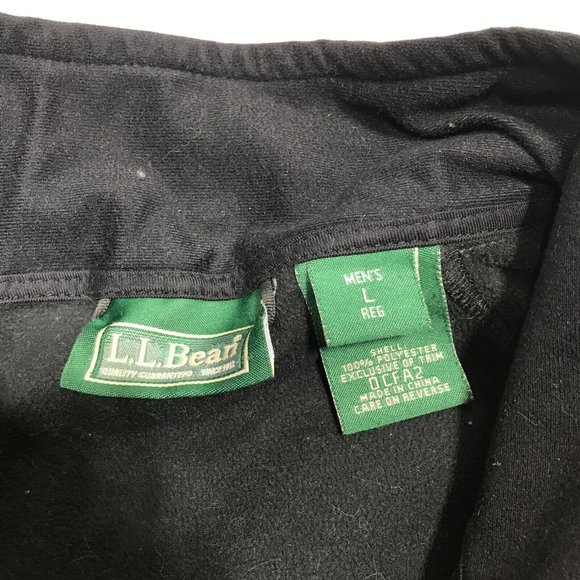 L.L.Bean
QUALITY GUARANTEED SINCE 1912
MEN'S
L
REG
SHELL:
100% POLYESTER
EXCLUSIVE OF TRIM
0CFA2
MADE IN CHINA
CARE ON REVERSE